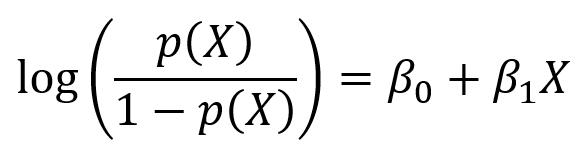 log(p(X)/(1 − p(X))) = β₀ + β₁X